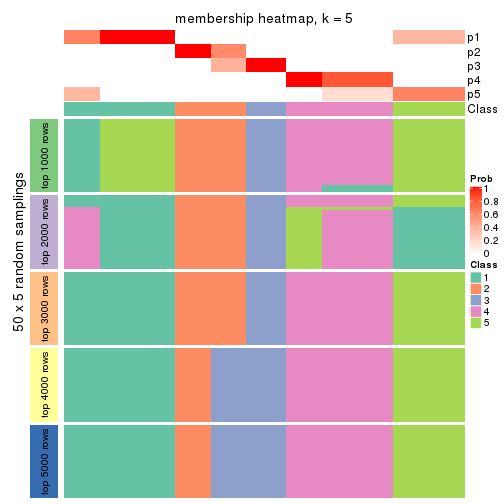 membership heatmap, k = 5
p1
p2
p3
p4
p5
Class
50 x 5 random samplings
top 1000 rows
top 2000 rows
top 3000 rows
top 4000 rows
top 5000 rows
Prob
1
0.8
0.6
0.4
0.2
0
Class
1
2
3
4
5